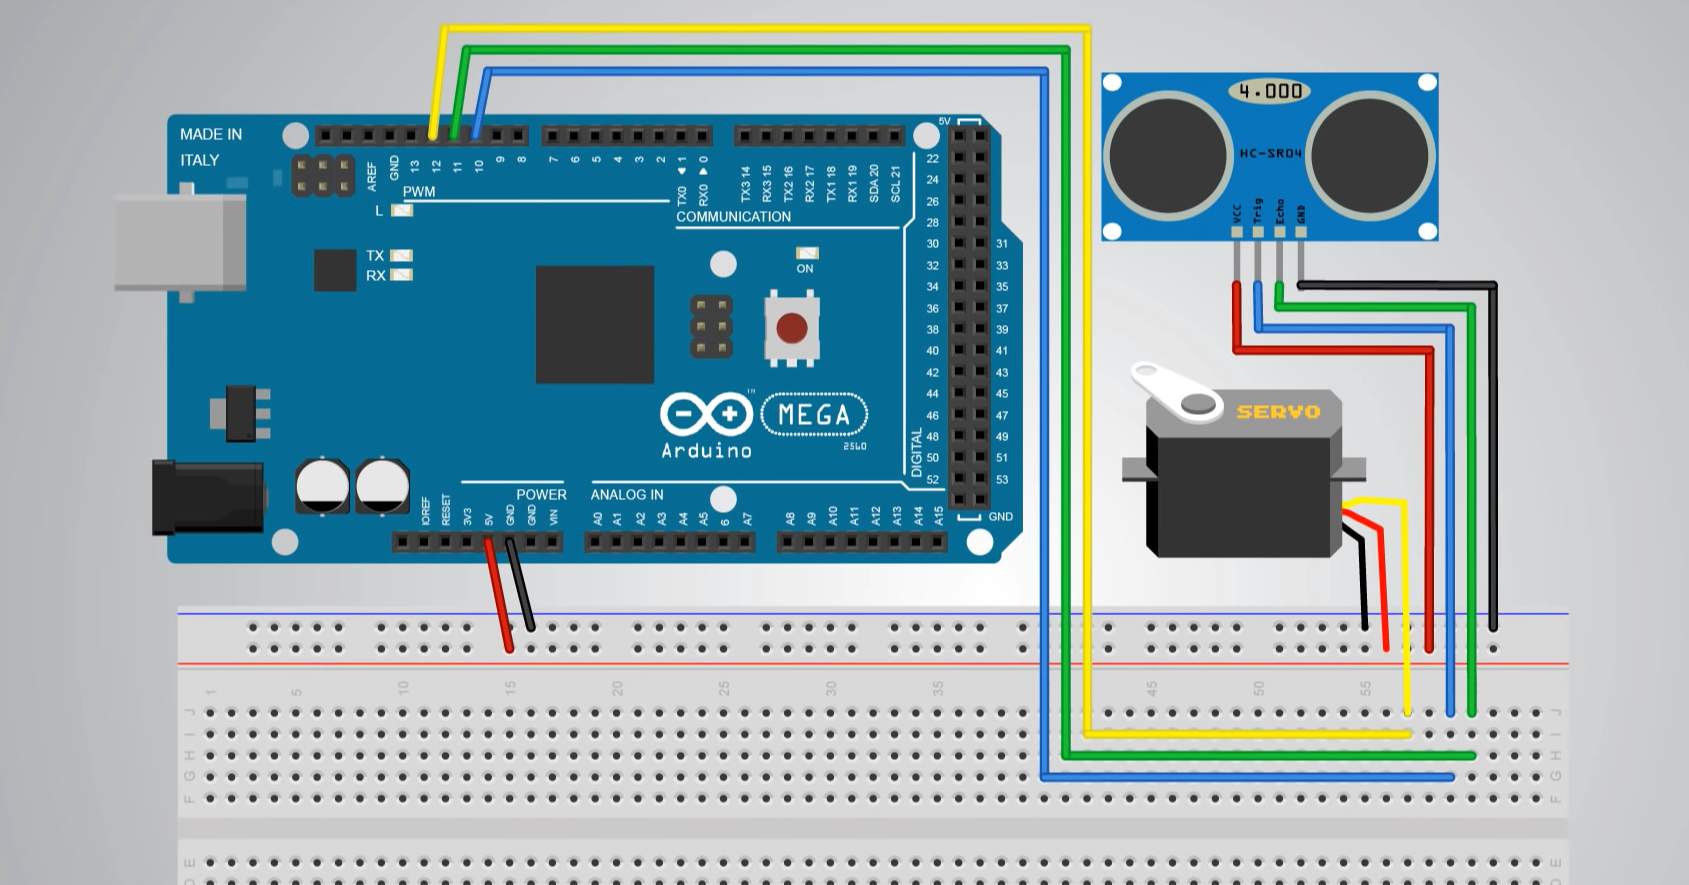 4.000
HC-SR04
VCC
Trig
Echo
GND
MADE IN
ITALY
AREF
GND
13
12
11
10
9
8
7
6
5
4
3
2
TX0 ◀ 1
RX0 ▶ 0
TX3 14
RX3 15
TX2 16
RX2 17
TX1 18
RX1 19
SDA 20
SCL 21
PWM
COMMUNICATION
L
TX
RX
ON
5V
22
24
26
28
30 31
32 33
34 35
36 37
38 39
40 41
42 43
44 45
46 47
48 49
50 51
52 53
GND
DIGITAL
™
MEGA
Arduino
2560
SERVO
POWER
ANALOG IN
IOREF
RESET
3V3
5V
GND
GND
VIN
A0
A1
A2
A3
A4
A5
6
A7
A8
A9
A10
A11
A12
A13
A14
A15
1 5 10 15 20 25 30 35 45 50 55
J J
I I
H H
G G
F F
E E